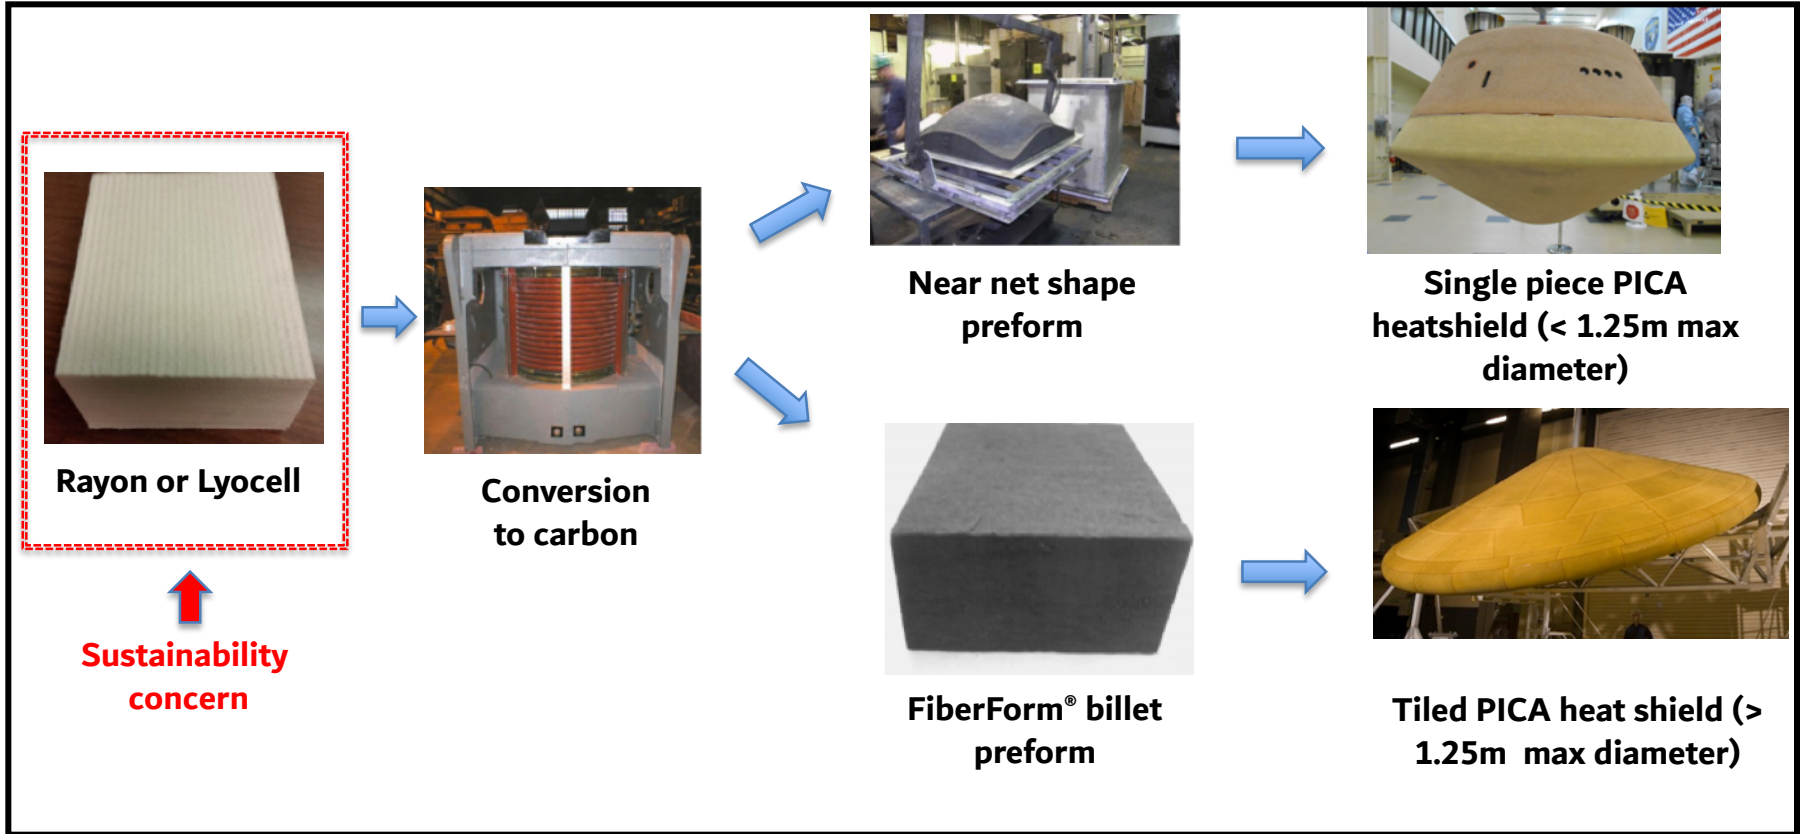 Rayon or Lyocell
Sustainability
concern
Conversion
to carbon
Near net shape
preform
Single piece PICA
heatshield (< 1.25m max
diameter)
FiberForm® billet
preform
Tiled PICA heat shield (>
1.25m  max diameter)